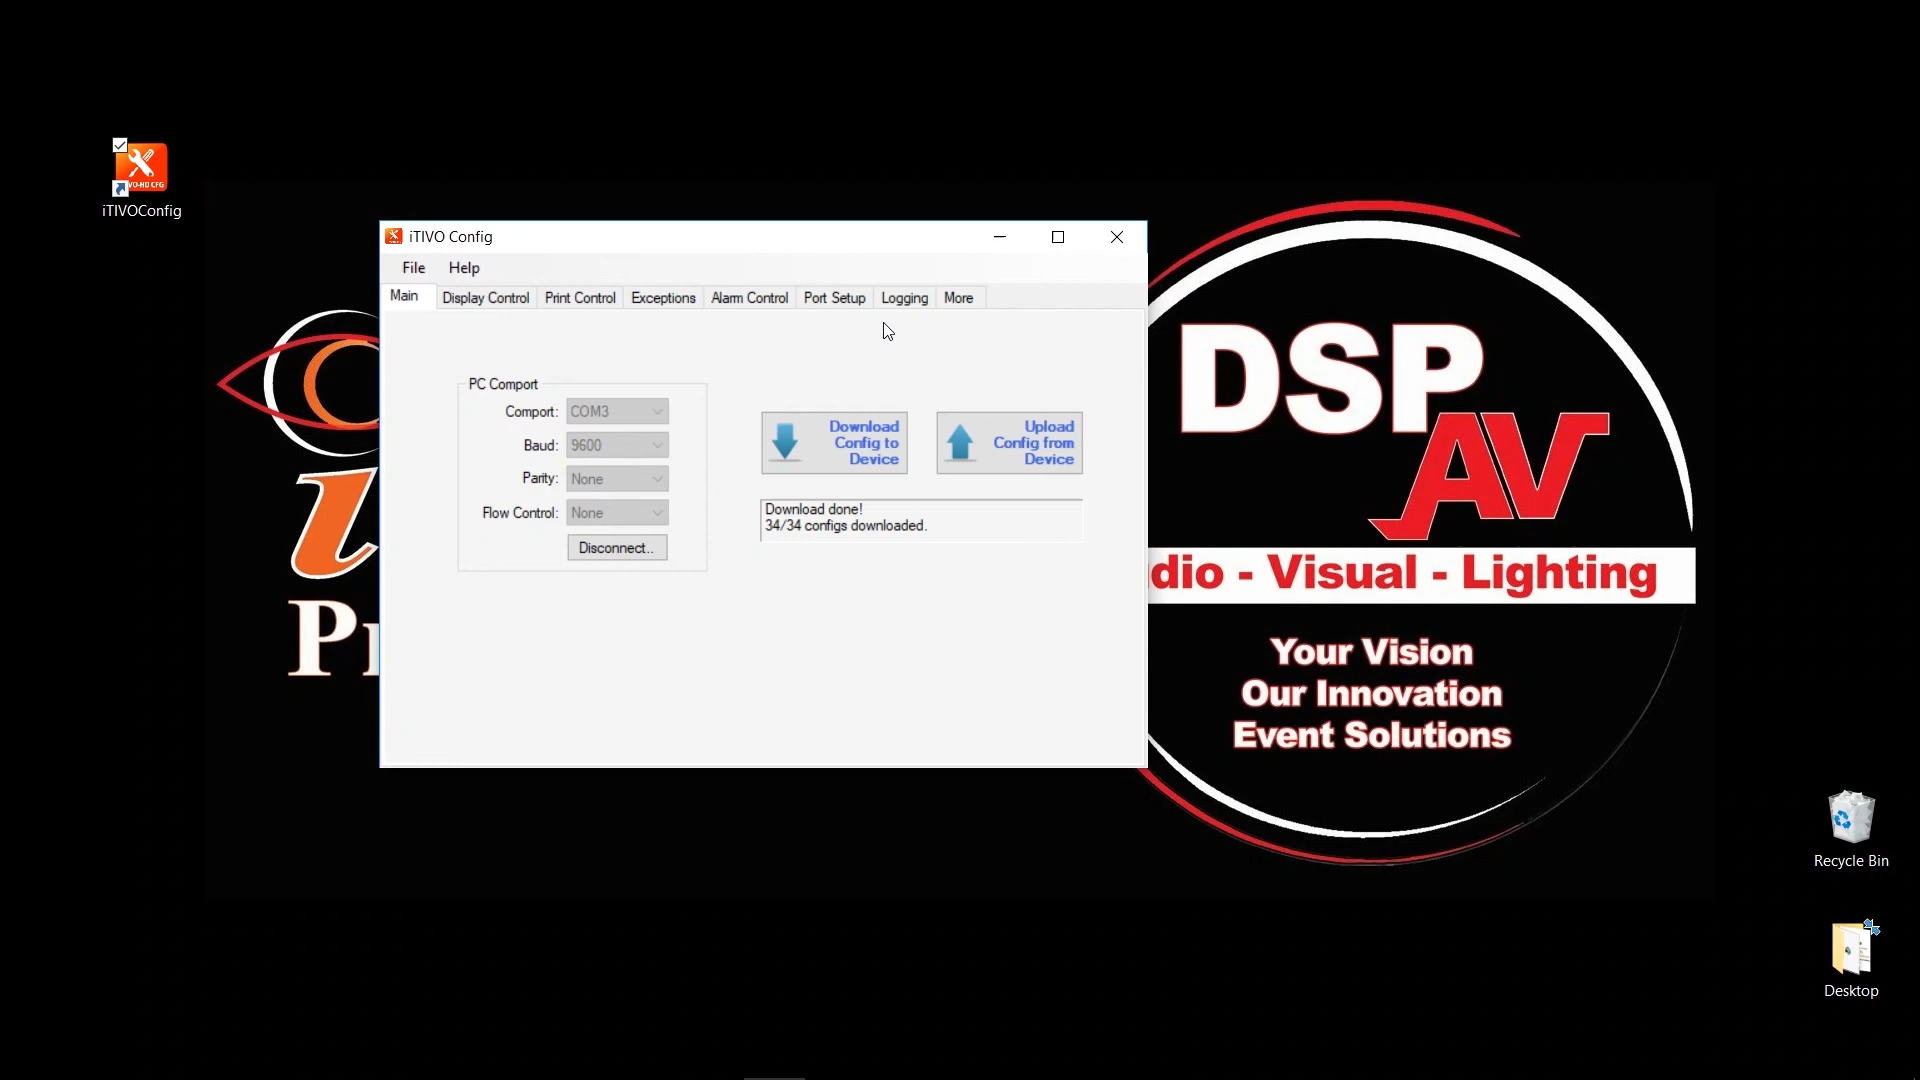 iTIVOConfig
iTIVO Config
File Help
Main Display Control Print Control Exceptions Alarm Control Port Setup Logging More
PC Comport
Comport: COM3
Baud: 9600
Parity: None
Flow Control: None
Disconnect..
Download
Config to
Device
Upload
Config from
Device
Download done!
34/34 configs downloaded.
DSP
AV
dio - Visual - Lighting
Your Vision
Our Innovation
Event Solutions
Recycle Bin
Desktop